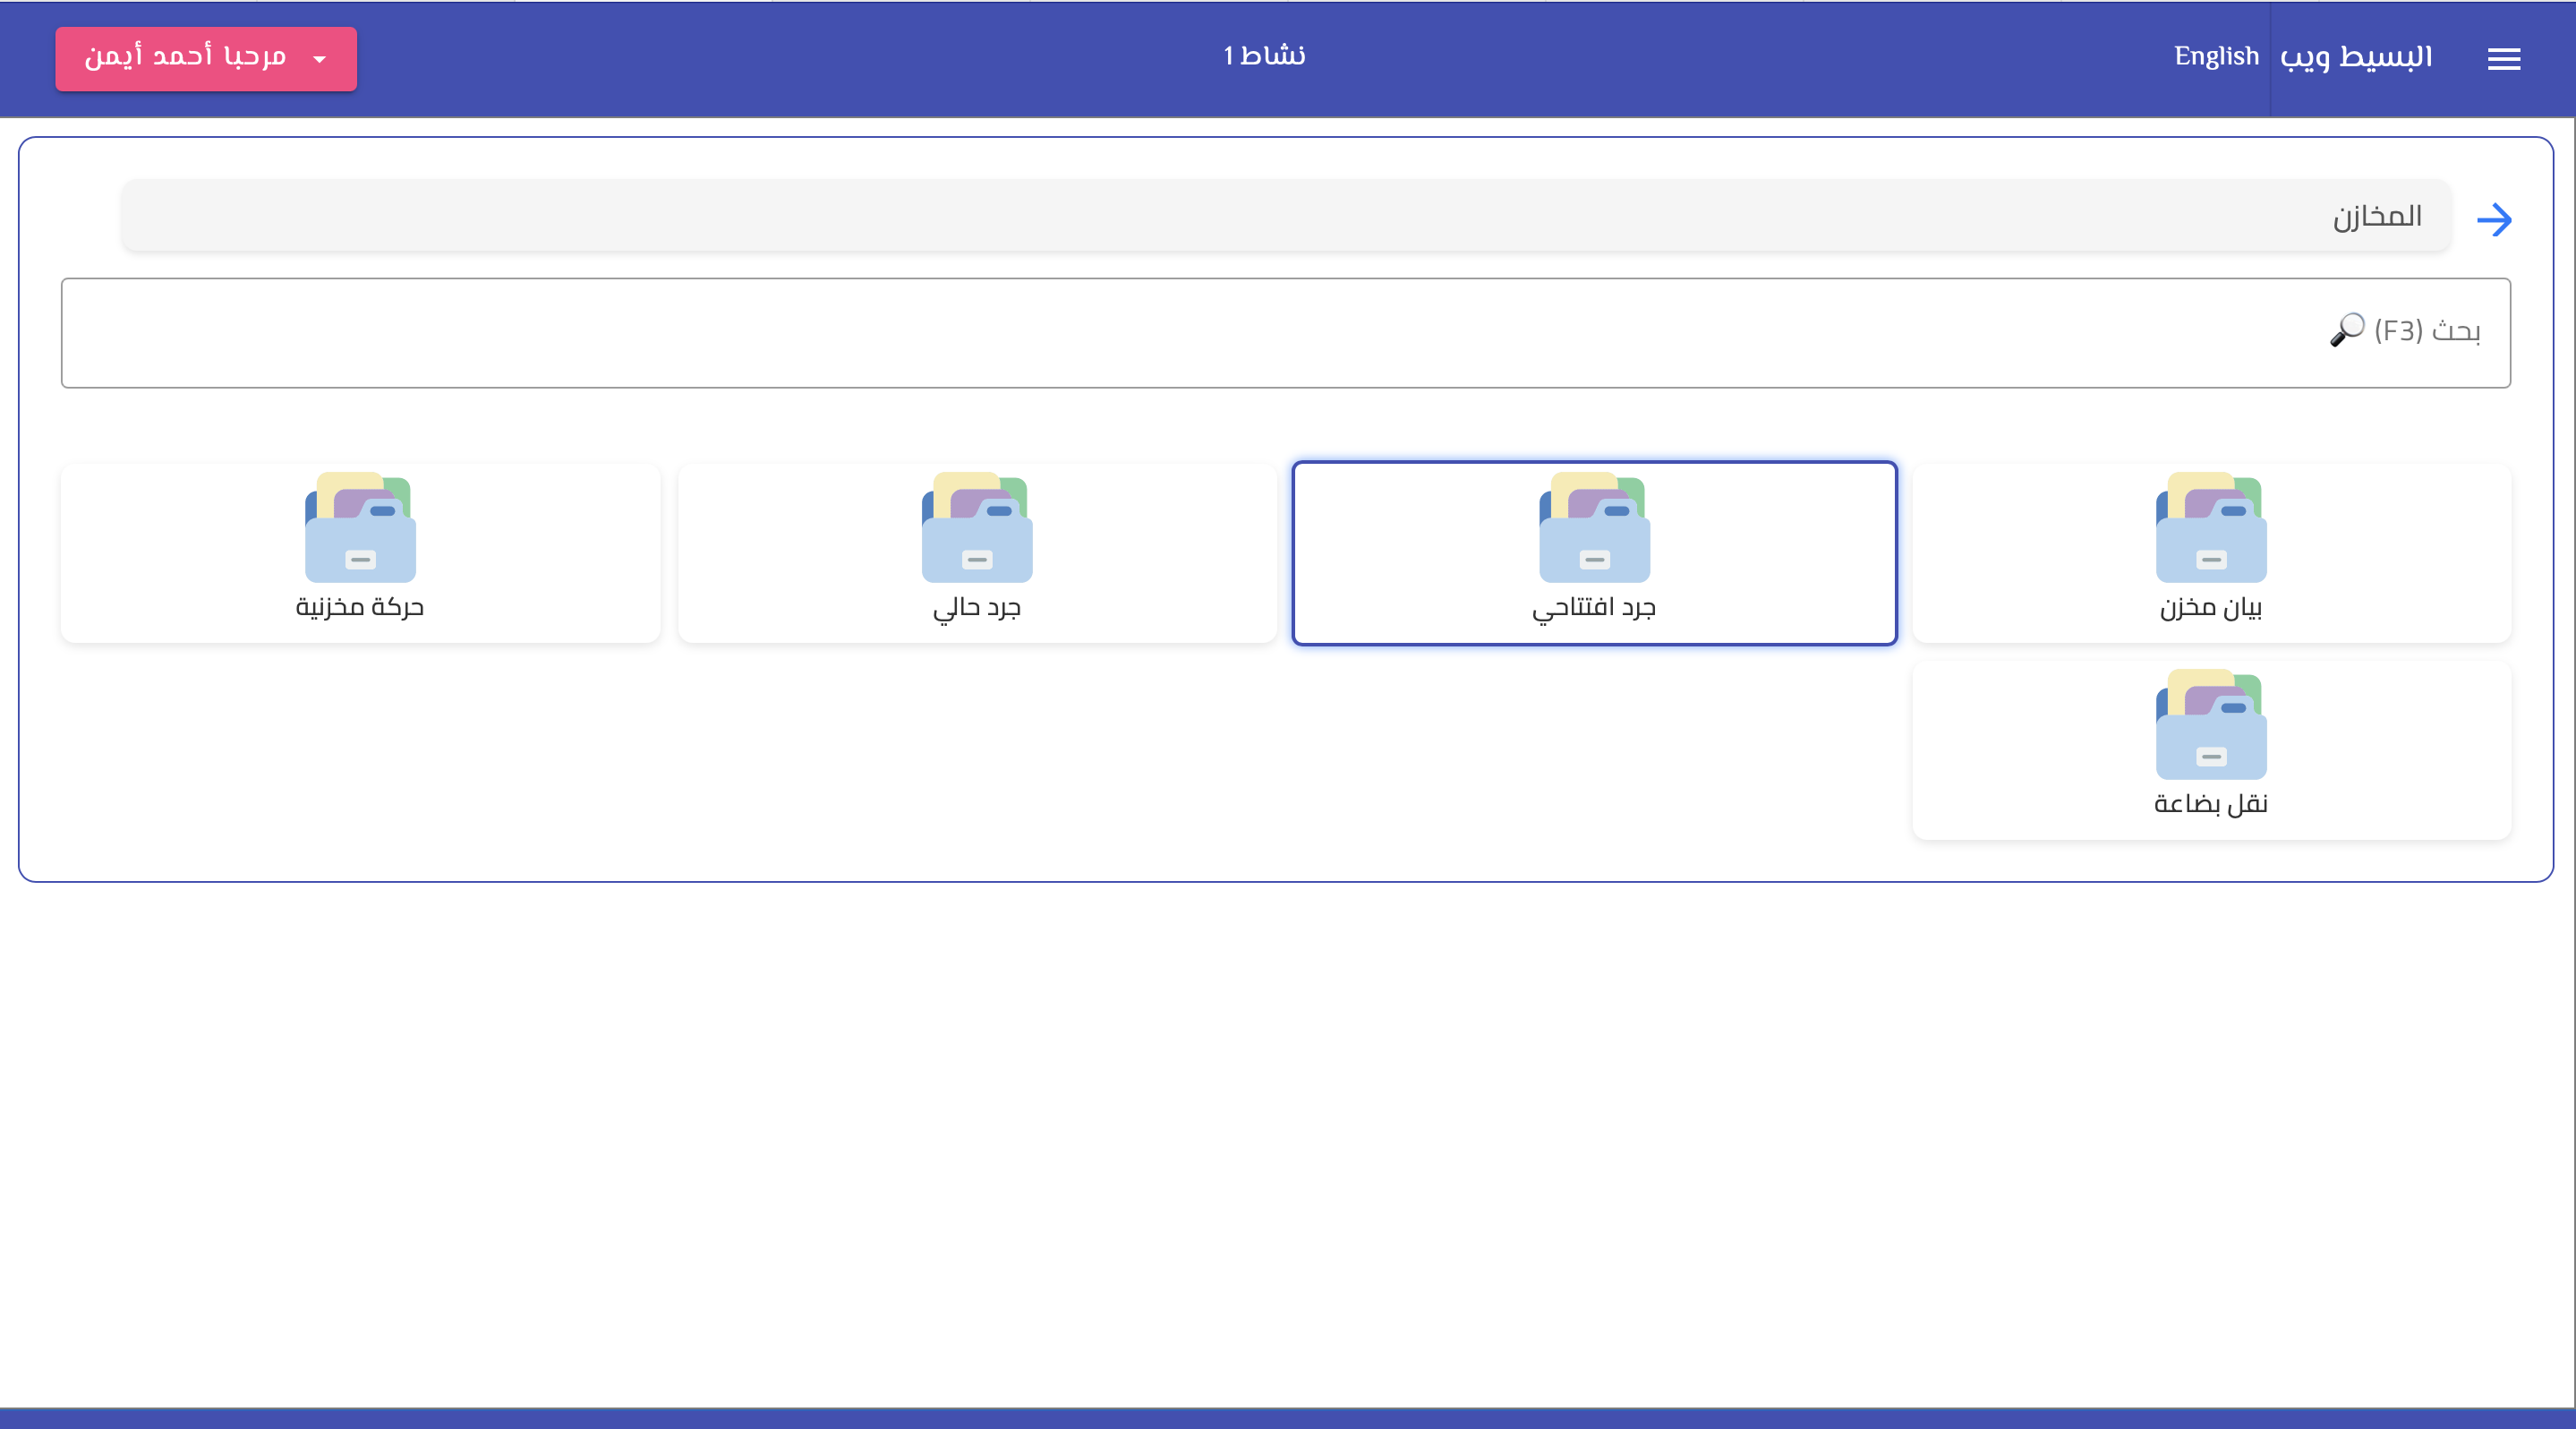 البسيط ويب
English
نشاط 1
مرحبا أحمد أيمن
المخازن
بحث (F3) 🔎
بيان مخزن
جرد افتتاحي
جرد حالي
حركة مخزنية
نقل بضاعة